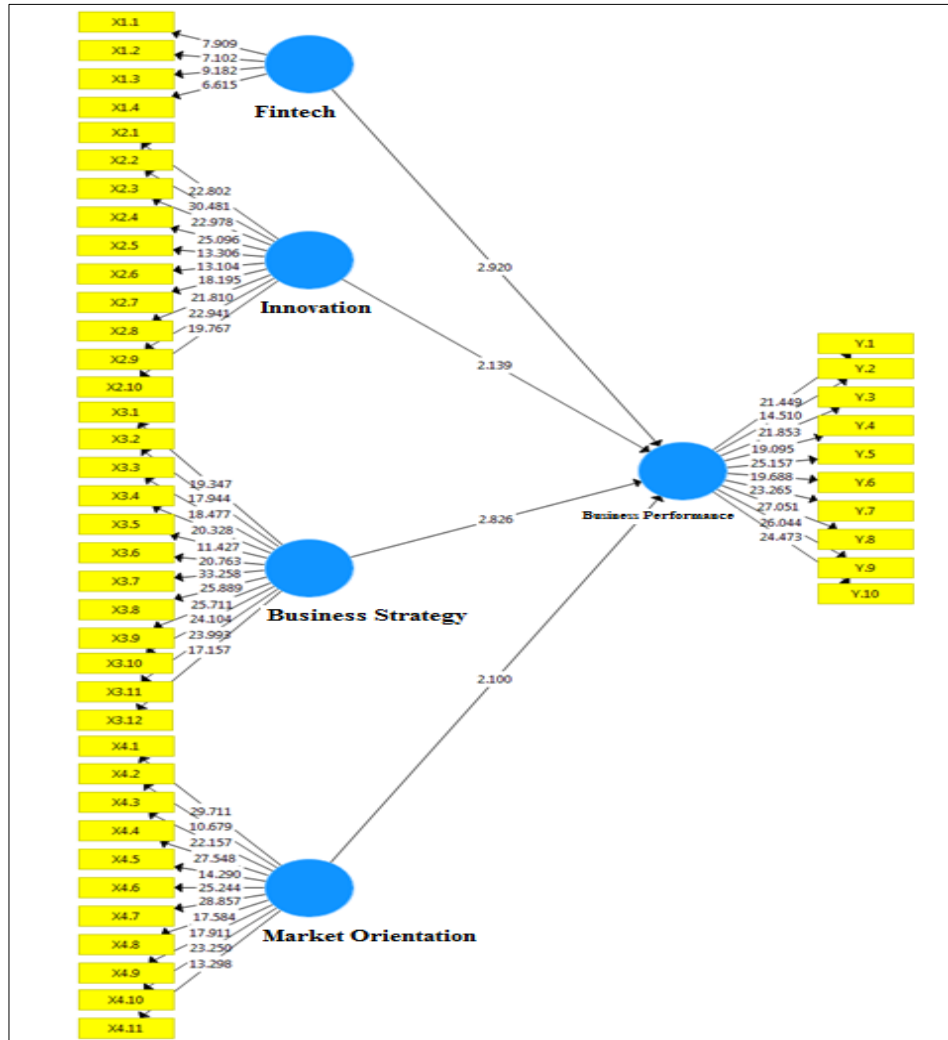 X1.1
X1.2
X1.3
X1.4
7.909
7.102
9.182
6.615
Fintech
X2.1
X2.2
X2.3
X2.4
X2.5
X2.6
X2.7
X2.8
X2.9
X2.10
22.802
30.481
22.978
25.096
13.306
13.104
18.195
21.810
22.941
19.767
Innovation
X3.1
X3.2
X3.3
X3.4
X3.5
X3.6
X3.7
X3.8
X3.9
X3.10
X3.11
X3.12
19.347
17.944
18.477
20.328
11.427
20.763
33.258
25.889
25.711
24.104
23.993
17.157
Business Strategy
X4.1
X4.2
X4.3
X4.4
X4.5
X4.6
X4.7
X4.8
X4.9
X4.10
X4.11
29.711
10.679
22.157
27.548
14.290
25.244
28.857
17.584
17.911
23.250
13.298
Market Orientation
2.920
2.139
2.826
2.100
Business Performance
21.449
14.510
21.853
19.095
25.157
19.688
23.265
27.051
26.044
24.473
Y.1
Y.2
Y.3
Y.4
Y.5
Y.6
Y.7
Y.8
Y.9
Y.10